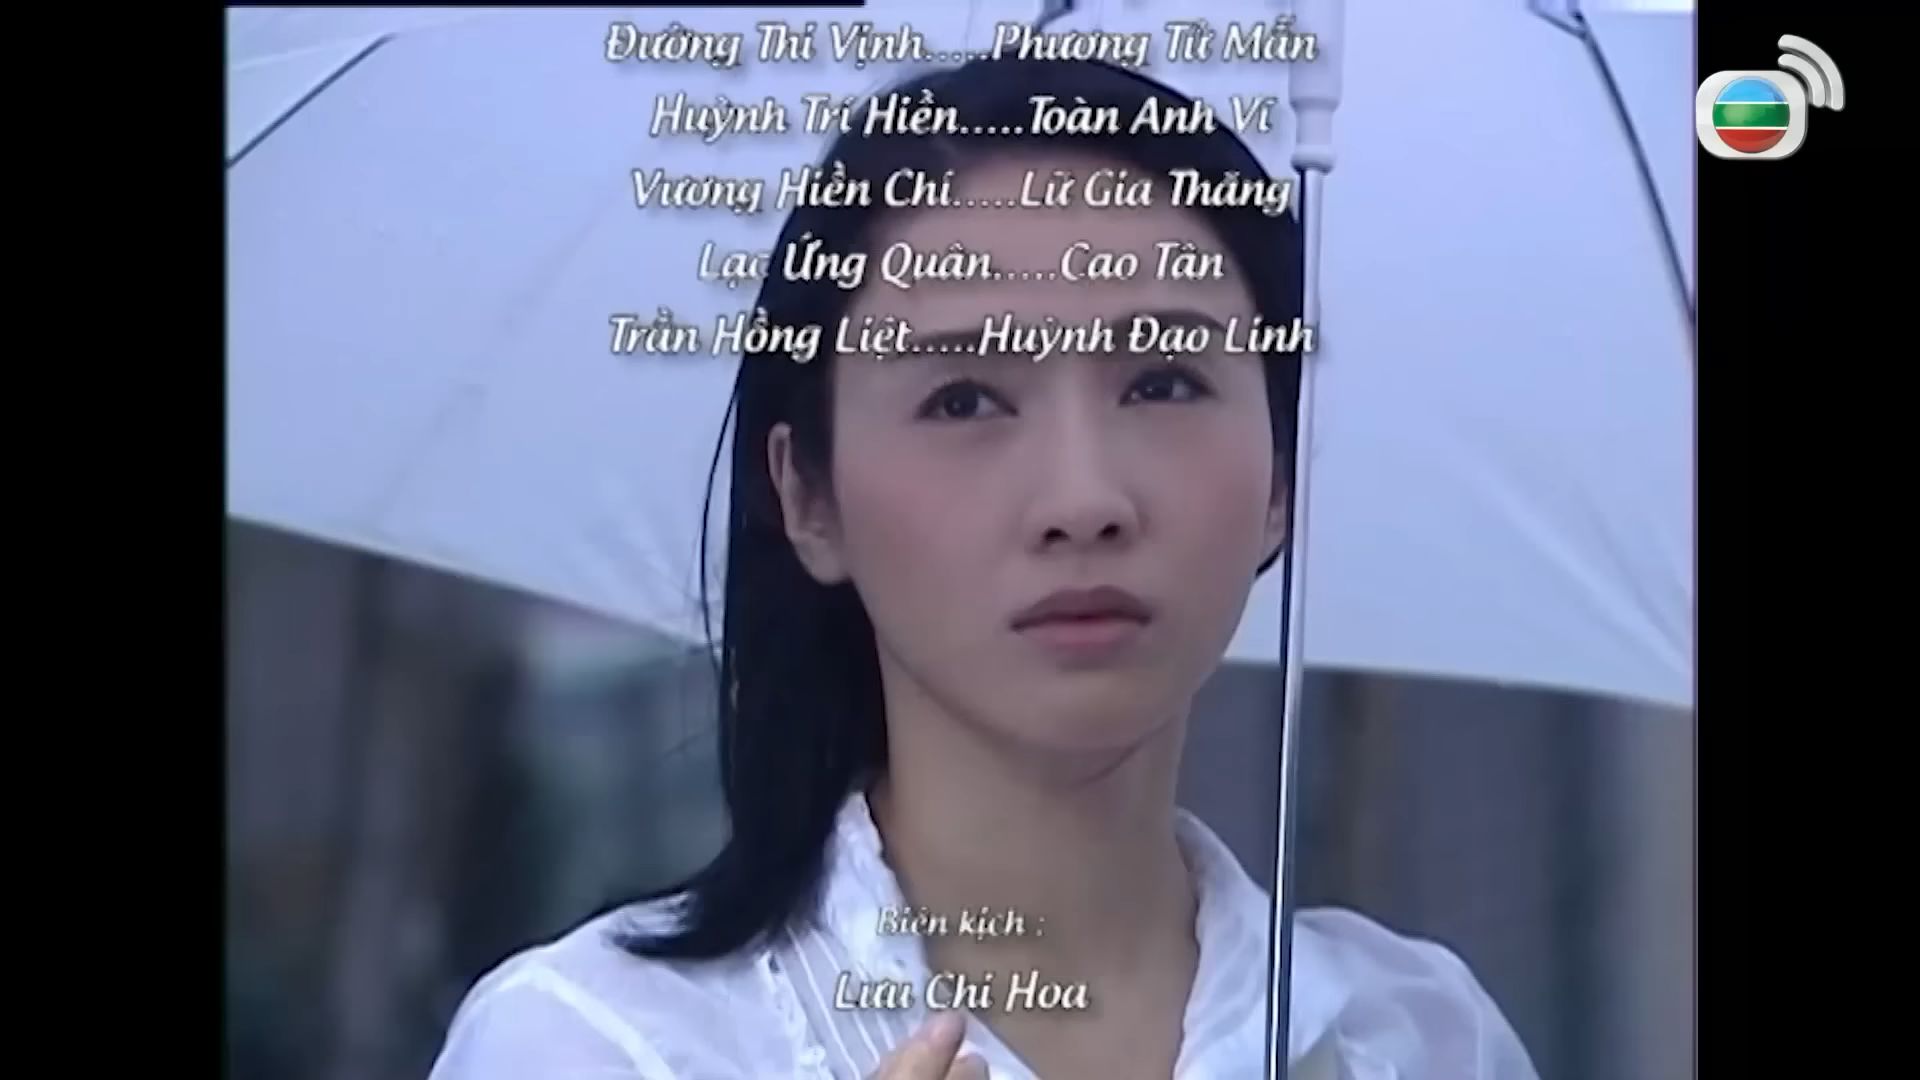 Đường Thi Vịnh.....Phương Tử Mẫn
Huỳnh Trí Hiền.....Toàn Anh Vĩ
Vương Hiền Chí.....Lữ Gia Thăng
Lạc Ứng Quân.....Cao Tân
Trần Hồng Liệt.....Huỳnh Đạo Linh
Biên kịch :
Lưu Chi Hoa